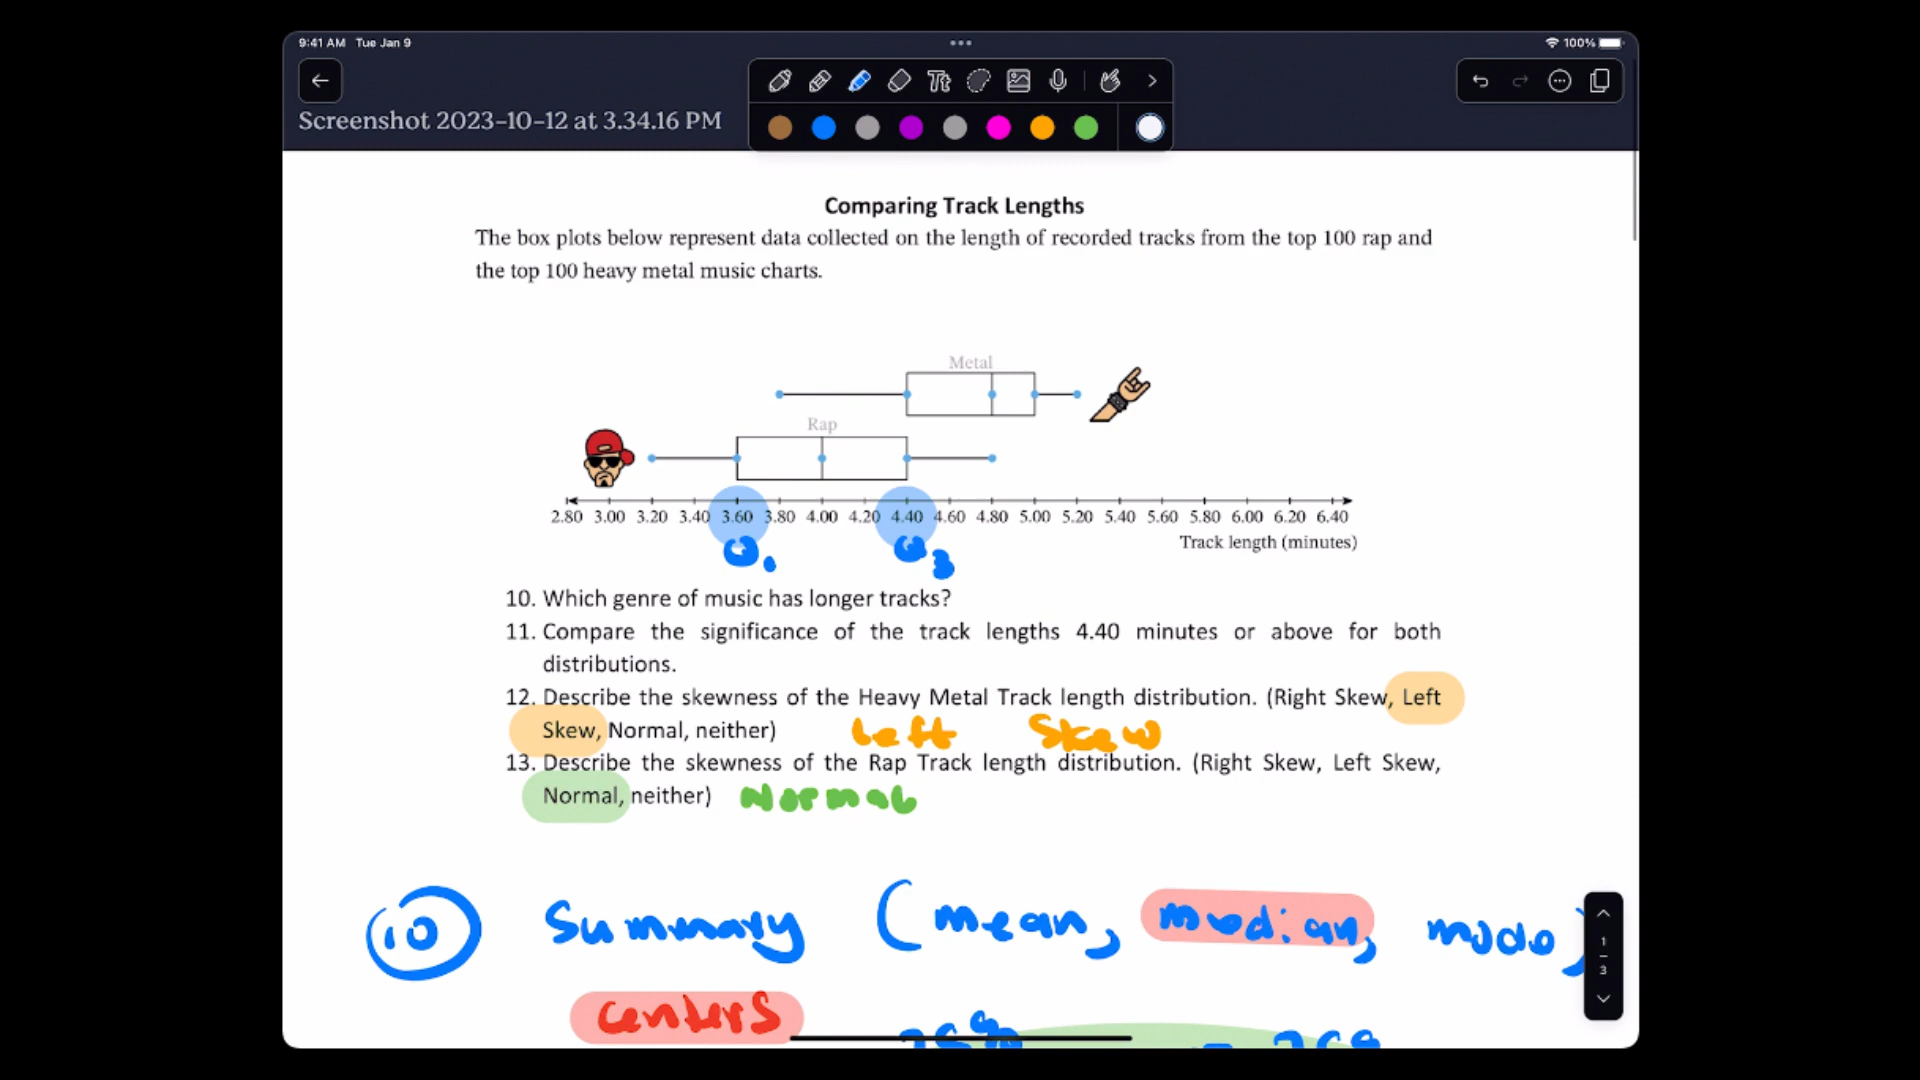 9:41 AM Tue Jan 9
100%
Screenshot 2023-10-12 at 3.34.16 PM
Tt
Comparing Track Lengths
The box plots below represent data collected on the length of recorded tracks from the top 100 rap and
the top 100 heavy metal music charts.
Metal
Rap
2.80 3.00 3.20 3.40 3.60 3.80 4.00 4.20 4.40 4.60 4.80 5.00 5.20 5.40 5.60 5.80 6.00 6.20 6.40
Track length (minutes)
10. Which genre of music has longer tracks?
11. Compare the significance of the track lengths 4.40 minutes or above for both
distributions.
12. Describe the skewness of the Heavy Metal Track length distribution. (Right Skew, Left
Skew, Normal, neither) Left Skew
13. Describe the skewness of the Rap Track length distribution. (Right Skew, Left Skew,
Normal, neither) Normal
10 Summary (mean, median, mode)
1
3
centers